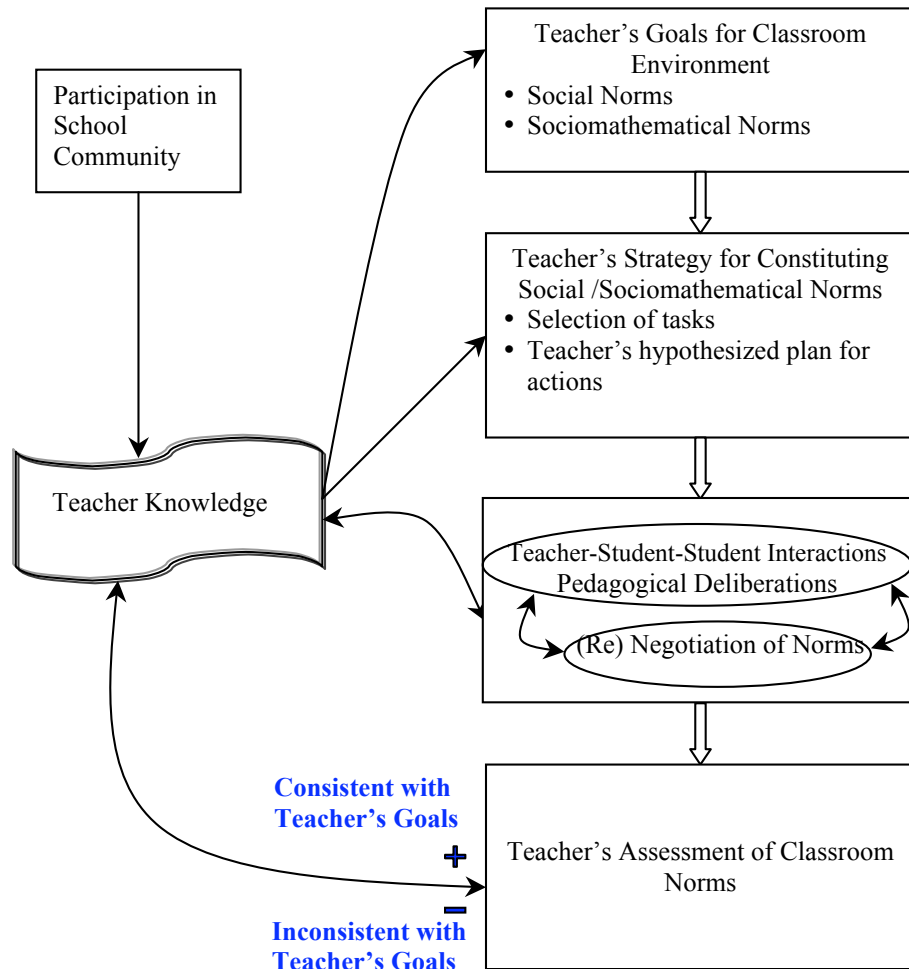 Teacher’s Goals for Classroom
Environment
• Social Norms
• Sociomathematical Norms
Participation in
School
Community
Teacher’s Strategy for Constituting
Social /Sociomathematical Norms
• Selection of tasks
• Teacher’s hypothesized plan for
actions
Teacher Knowledge
Teacher-Student-Student Interactions
Pedagogical Deliberations
(Re) Negotiation of Norms
Consistent with
Teacher’s Goals
+
−
Inconsistent with
Teacher’s Goals
Teacher’s Assessment of Classroom
Norms